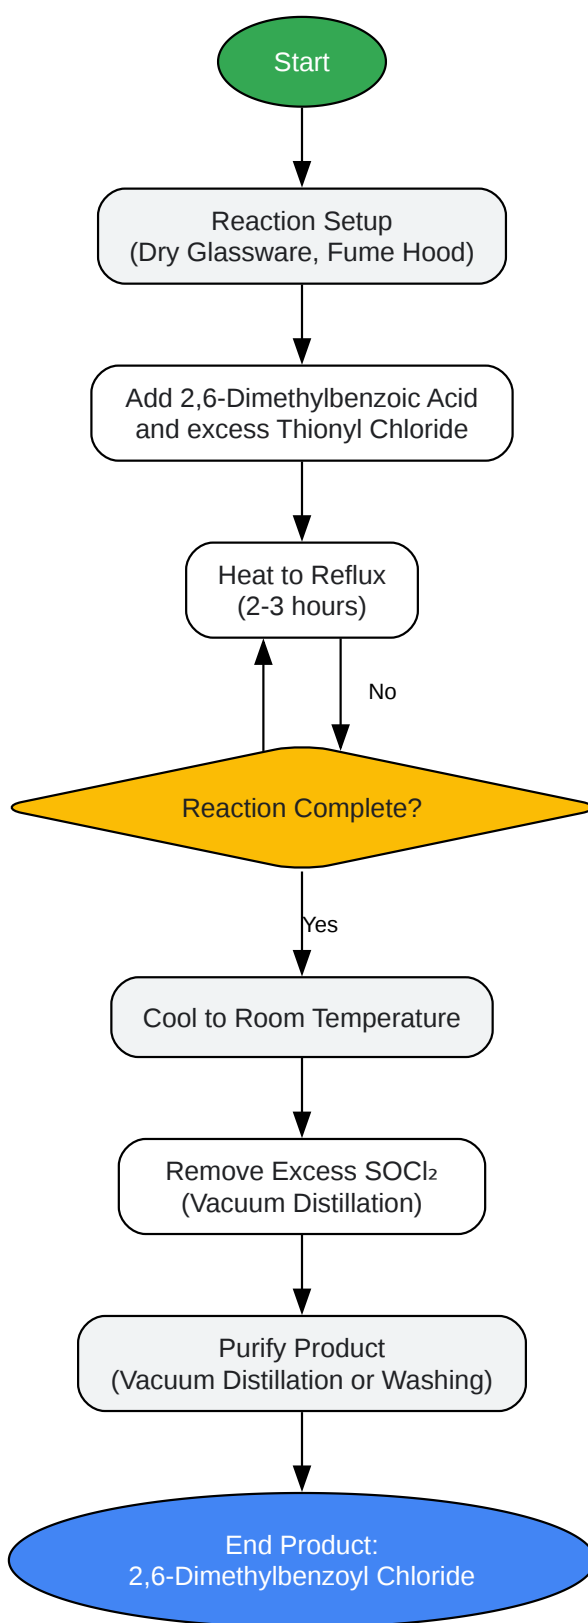 Start
Reaction Setup
(Dry Glassware, Fume Hood)
Add 2,6-Dimethylbenzoic Acid
and excess Thionyl Chloride
Heat to Reflux
(2-3 hours)
No
Reaction Complete?
Yes
Cool to Room Temperature
Remove Excess SOCl₂
(Vacuum Distillation)
Purify Product
(Vacuum Distillation or Washing)
End Product:
2,6-Dimethylbenzoyl Chloride